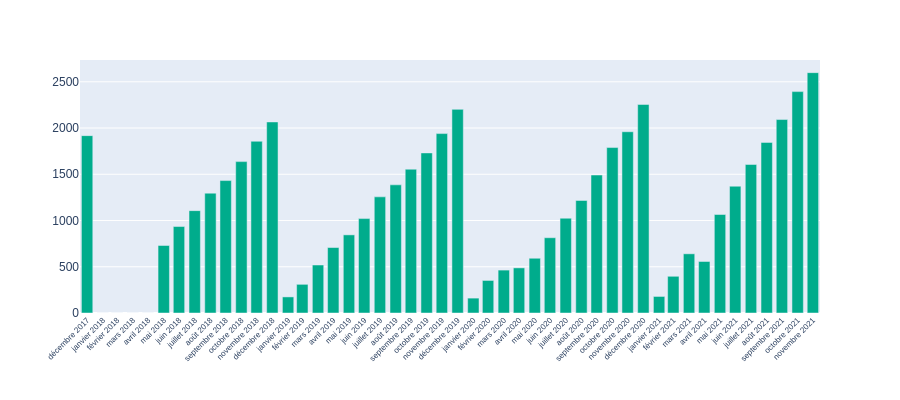 2500
2000
1500
1000
500
0
décembre 2017
janvier 2018
février 2018
mars 2018
avril 2018
mai 2018
juin 2018
juillet 2018
août 2018
septembre 2018
octobre 2018
novembre 2018
décembre 2018
janvier 2019
février 2019
mars 2019
avril 2019
mai 2019
juin 2019
juillet 2019
août 2019
septembre 2019
octobre 2019
novembre 2019
décembre 2019
janvier 2020
février 2020
mars 2020
avril 2020
mai 2020
juin 2020
juillet 2020
août 2020
septembre 2020
octobre 2020
novembre 2020
décembre 2020
janvier 2021
février 2021
mars 2021
avril 2021
mai 2021
juin 2021
juillet 2021
août 2021
septembre 2021
octobre 2021
novembre 2021